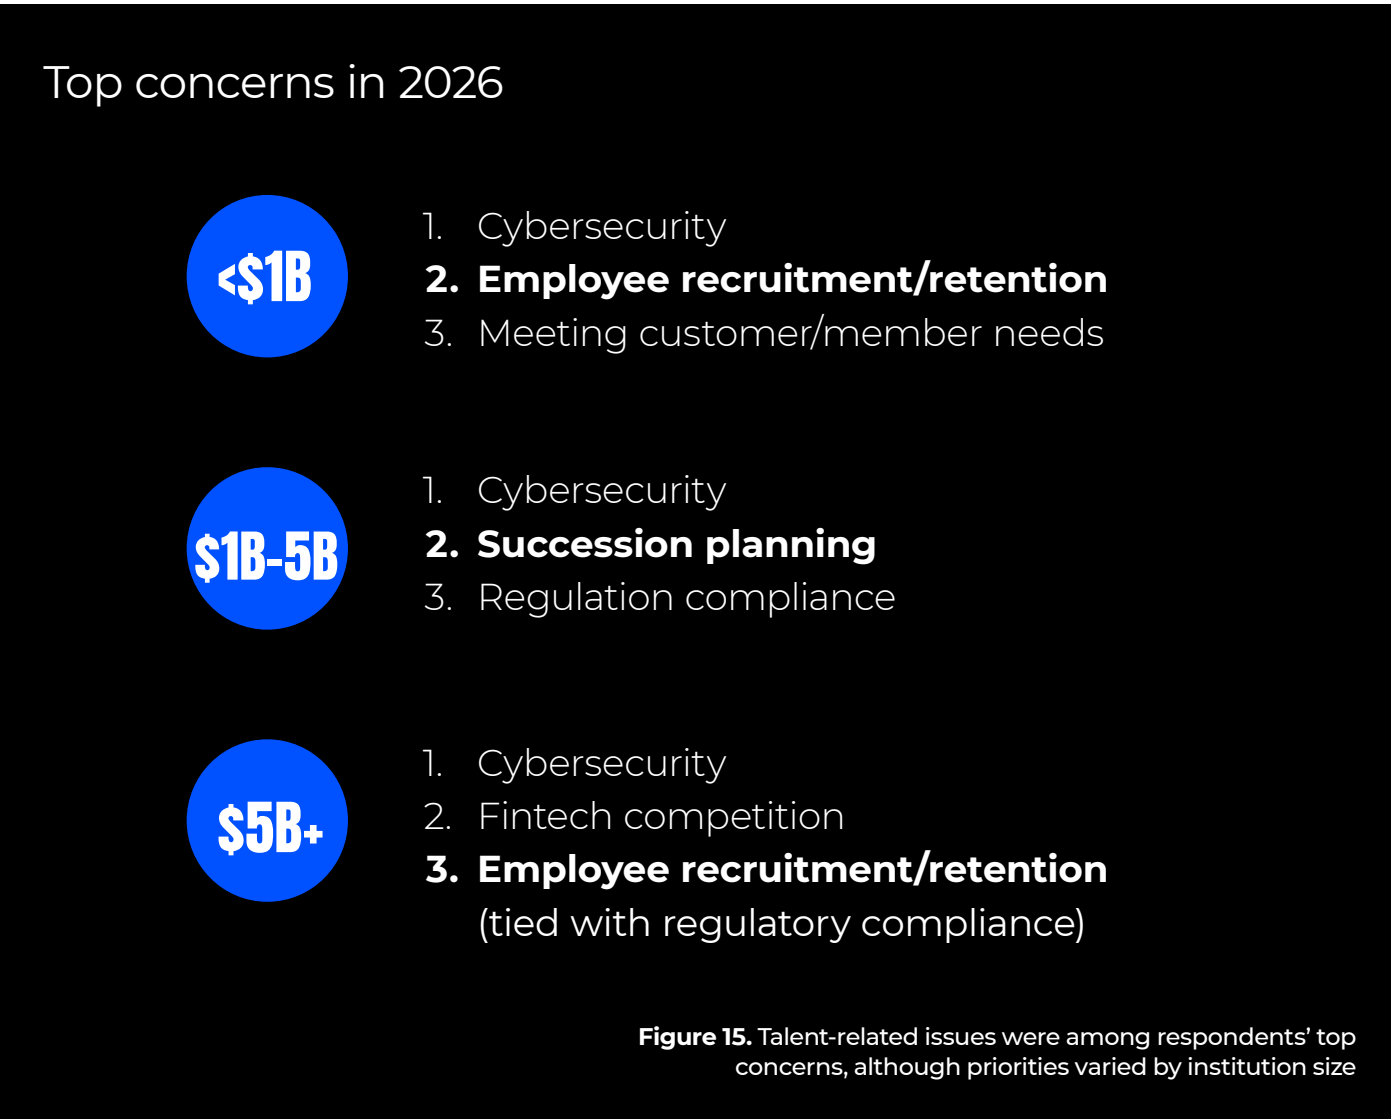 Top concerns in 2026
<$1B
1. Cybersecurity
2. Employee recruitment/retention
3. Meeting customer/member needs
$1B-5B
1. Cybersecurity
2. Succession planning
3. Regulation compliance
$5B+
1. Cybersecurity
2. Fintech competition
3. Employee recruitment/retention
(tied with regulatory compliance)
Figure 15. Talent-related issues were among respondents’ top
concerns, although priorities varied by institution size